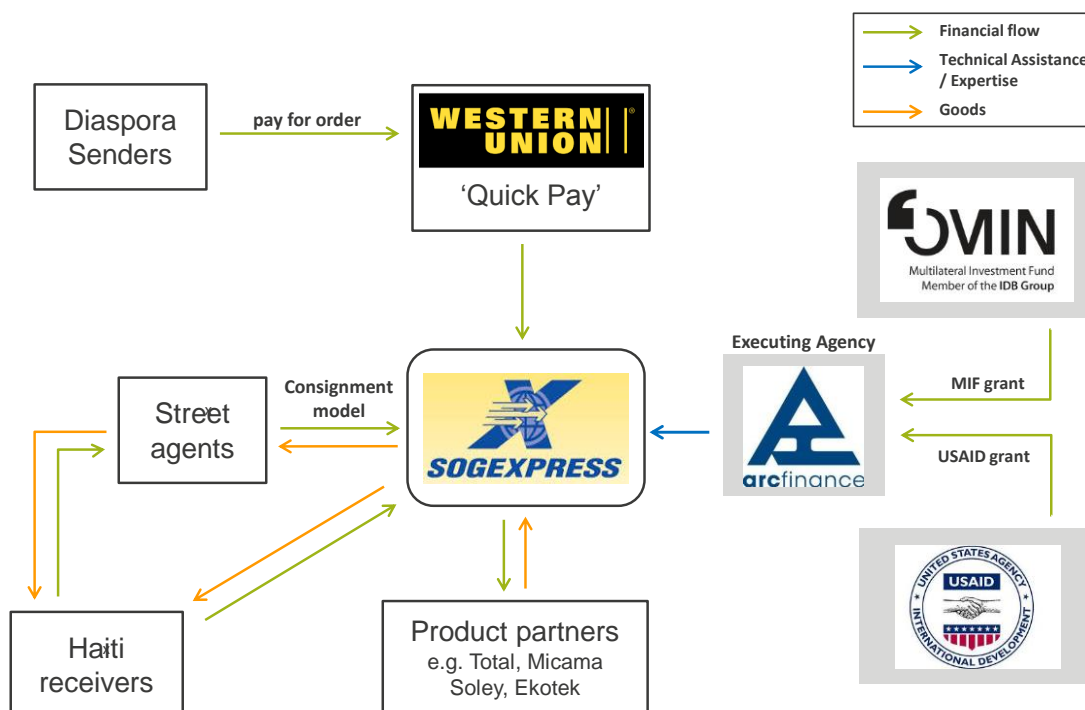 Financial flow
Technical Assistance
/ Expertise
Goods
Diaspora
Senders
pay for order
WESTERN
UNION
®
‘Quick Pay’
OMIN
Multilateral Investment Fund
Member of the IDB Group
Executing Agency
arcfinance
MIF grant
USAID grant
Street
agents
Consignment
model
X
SOGEXPRESS
Haiti
receivers
Product partners
e.g. Total, Micama
Soley, Ekotek
UNITED STATES AGENCY
USAID
INTERNATIONAL DEVELOPMENT